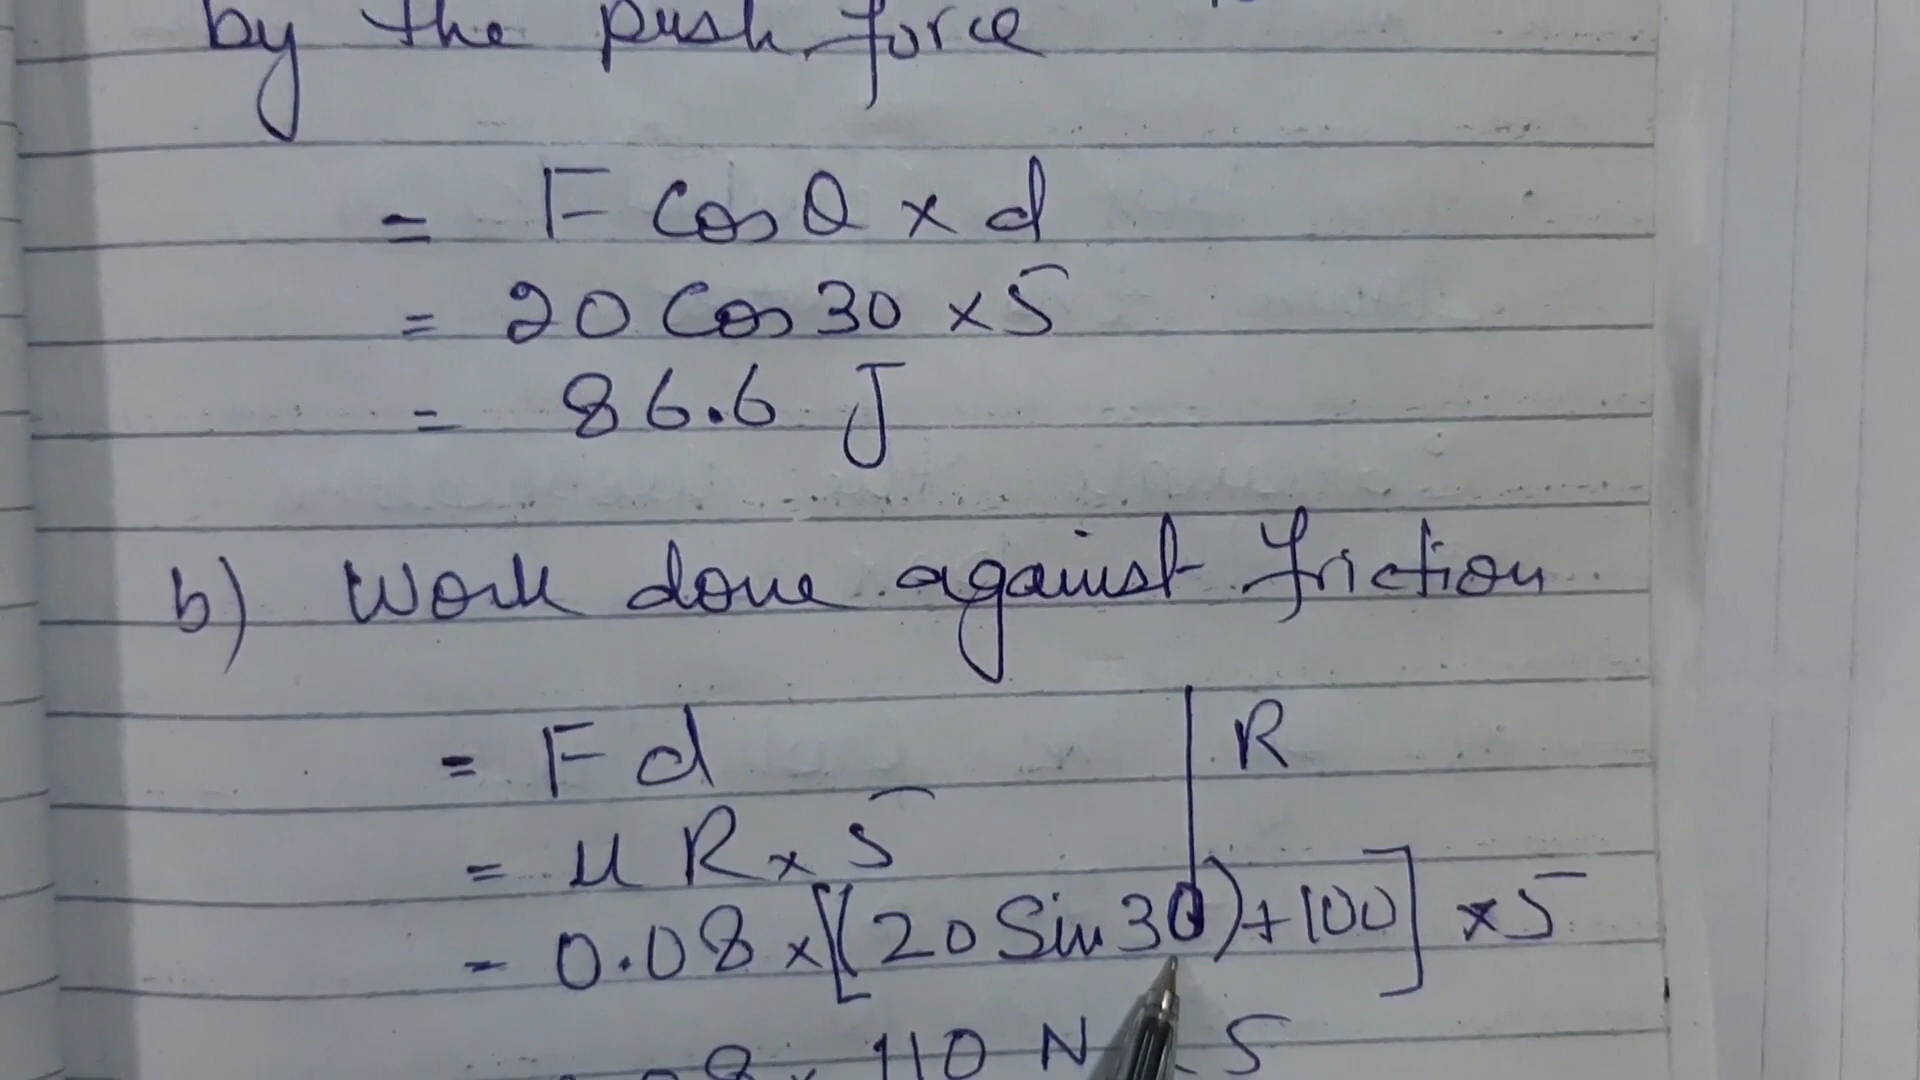 by the push force
= F Cos θ × d
= 20 Cos 30 × 5
= 86.6 J
b) Work done against friction
= F d
R
= μ R × 5
= 0.08 × [(20 Sin 30) + 100] × 5
08 × 110 N × 5